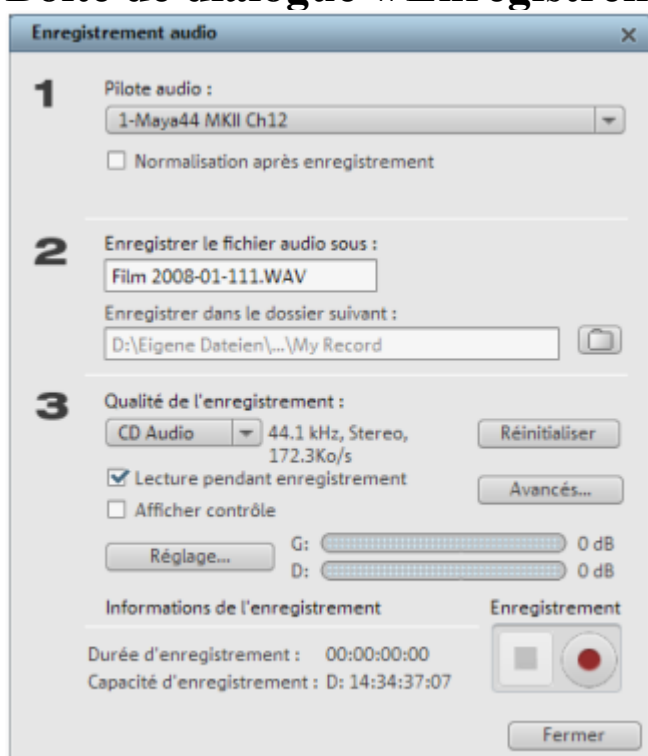 Enregistrement audio
1
Pilote audio :
1-Maya44 MKII Ch12
Normalisation après enregistrement
2
Enregistrer le fichier audio sous :
Film 2008-01-111.WAV
Enregistrer dans le dossier suivant :
D:\Eigene Dateien\...\My Record
3
Qualité de l'enregistrement :
CD Audio 44.1 kHz, Stereo, Réinitialiser
172.3Ko/s
Lecture pendant enregistrement
Avancés...
Afficher contrôle
Réglage...
G: 0 dB
D: 0 dB
Informations de l'enregistrement Enregistrement
Durée d'enregistrement : 00:00:00:00
Capacité d'enregistrement : D: 14:34:37:07
Fermer